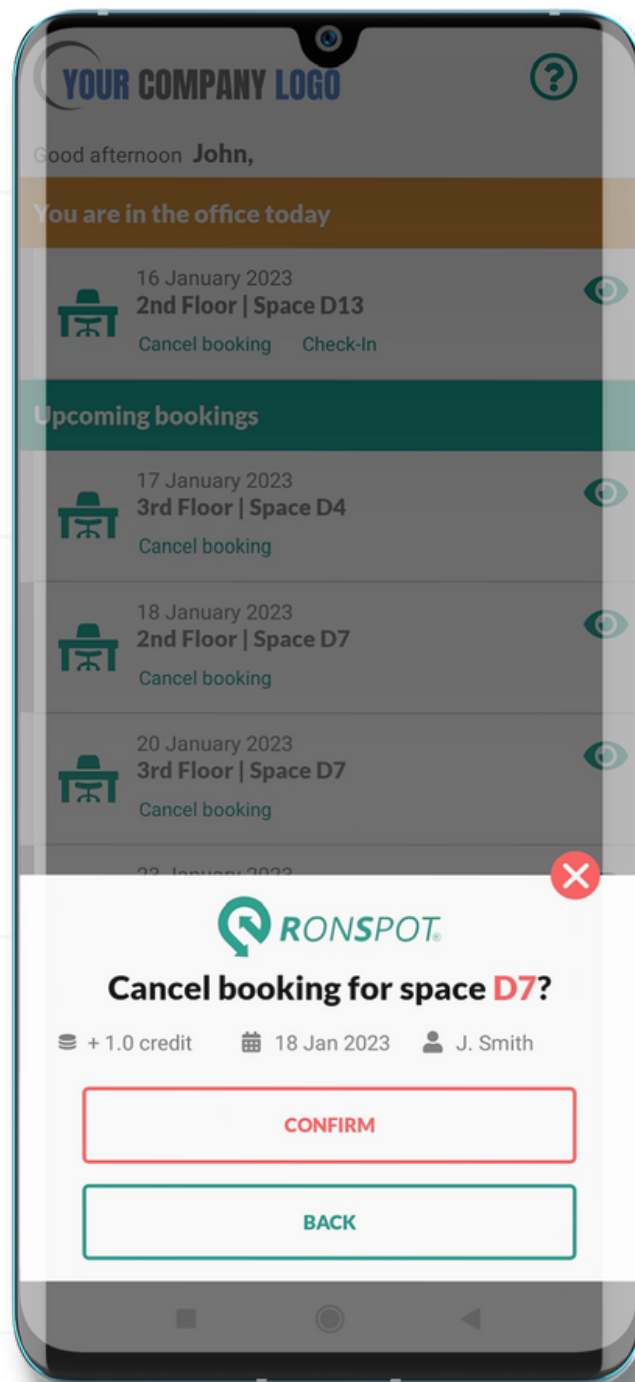 YOUR COMPANY LOGO
Good afternoon John,
You are in the office today
16 January 2023
2nd Floor | Space D13
Cancel booking Check-In
Upcoming bookings
17 January 2023
3rd Floor | Space D4
Cancel booking
18 January 2023
2nd Floor | Space D7
Cancel booking
20 January 2023
3rd Floor | Space D7
Cancel booking
23 January 2023
RONSPOT®
Cancel booking for space D7?
+ 1.0 credit 18 Jan 2023 J. Smith
CONFIRM
BACK